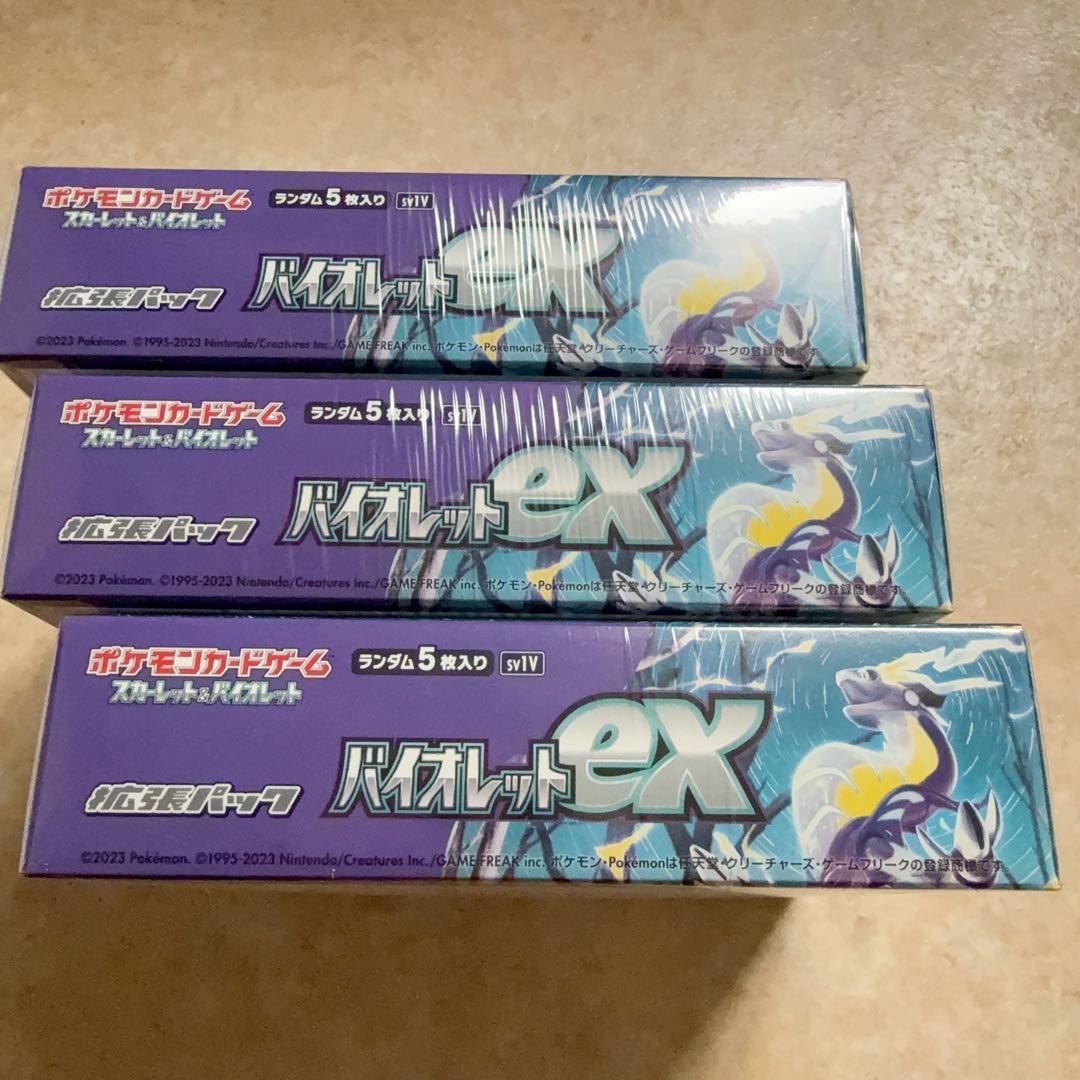 ポケモンカードゲーム ランダム5枚入り sv1V
スカーレット&バイオレット
拡張パック バイオレットex
©2023 Pokémon. ©1995-2023 Nintendo/Creatures Inc./GAME FREAK inc. ポケモン・Pokémonは任天堂・クリーチャーズ・ゲームフリークの登録商標です。
ポケモンカードゲーム ランダム5枚入り sv1V
スカーレット&バイオレット
拡張パック バイオレットex
©2023 Pokémon. ©1995-2023 Nintendo/Creatures Inc./GAME FREAK inc. ポケモン・Pokémonは任天堂・クリーチャーズ・ゲームフリークの登録商標です。
ポケモンカードゲーム ランダム5枚入り sv1V
スカーレット&バイオレット
拡張パック バイオレットex
©2023 Pokémon. ©1995-2023 Nintendo/Creatures Inc./GAME FREAK inc. ポケモン・Pokémonは任天堂・クリーチャーズ・ゲームフリークの登録商標です。